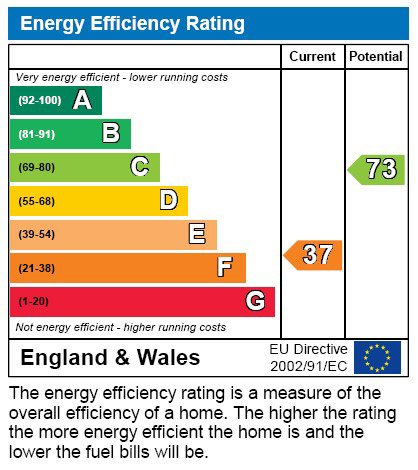 Energy Efficiency Rating
Current Potential
Very energy efficient - lower running costs
(92-100) A
(81-91) B
(69-80) C
73
(55-68) D
(39-54) E
37
(21-38) F
(1-20) G
Not energy efficient - higher running costs
England & Wales
EU Directive
2002/91/EC
The energy efficiency rating is a measure of the
overall efficiency of a home. The higher the rating
the more energy efficient the home is and the
lower the fuel bills will be.